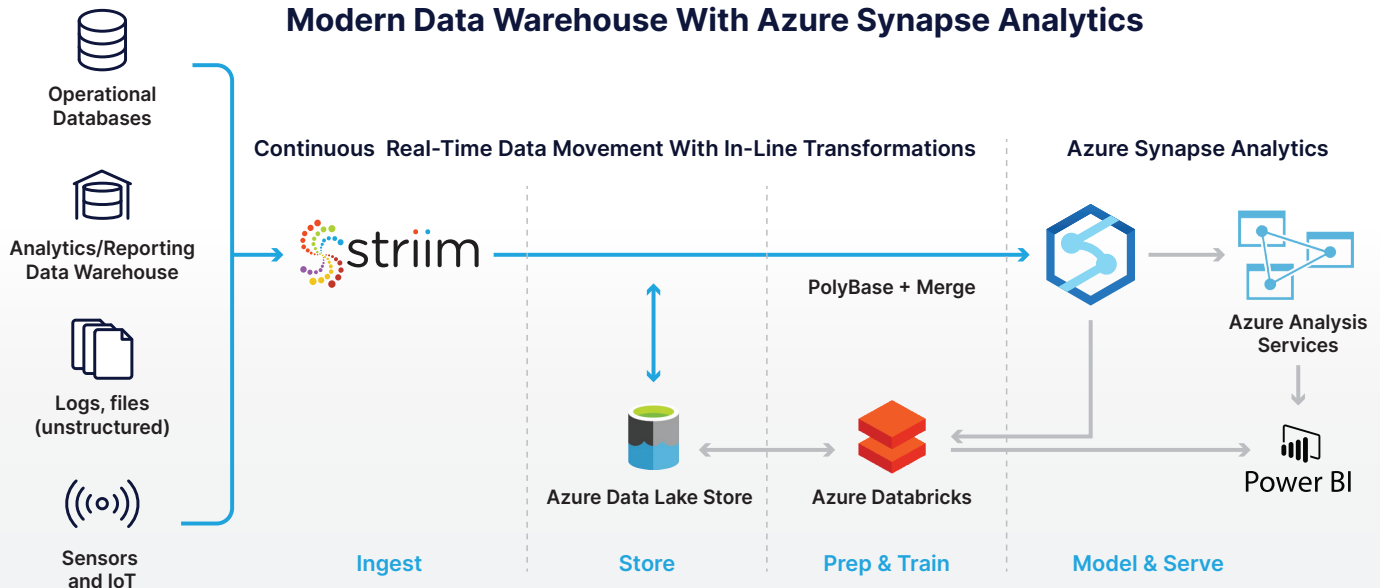 Modern Data Warehouse With Azure Synapse Analytics
Operational
Databases
Analytics/Reporting
Data Warehouse
Logs, files
(unstructured)
Sensors
and IoT
Continuous Real-Time Data Movement With In-Line Transformations
Azure Synapse Analytics
striim
PolyBase + Merge
Azure Analysis
Services
Azure Data Lake Store
Azure Databricks
Power BI
Ingest
Store
Prep & Train
Model & Serve